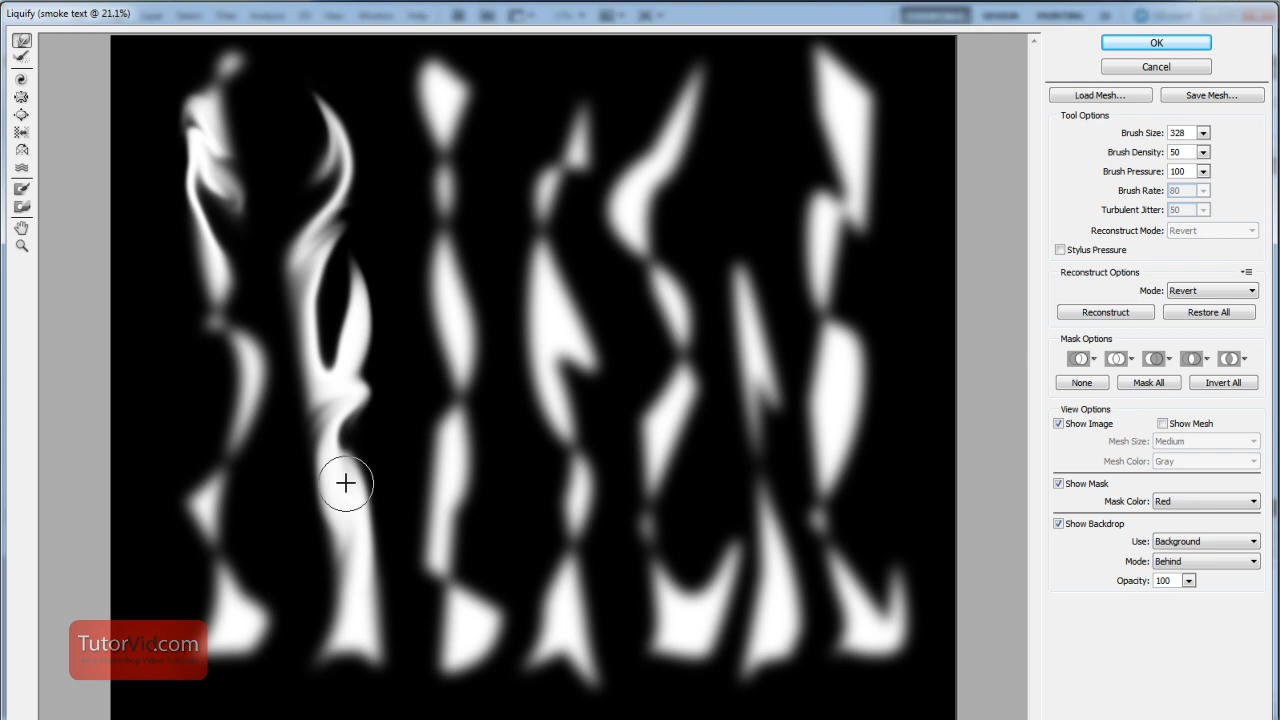 Liquify (smoke text @ 21.1%)
OK
Cancel
Load Mesh...
Save Mesh...
Tool Options
Brush Size: 328
Brush Density: 50
Brush Pressure: 100
Brush Rate: 80
Turbulent Jitter: 50
Reconstruct Mode: Revert
Stylus Pressure
Reconstruct Options
Mode: Revert
Reconstruct
Restore All
Mask Options
None
Mask All
Invert All
View Options
Show Image
Show Mesh
Mesh Size: Medium
Mesh Color: Gray
Show Mask
Mask Color: Red
Show Backdrop
Use: Background
Mode: Behind
Opacity: 100
TutorVid.com